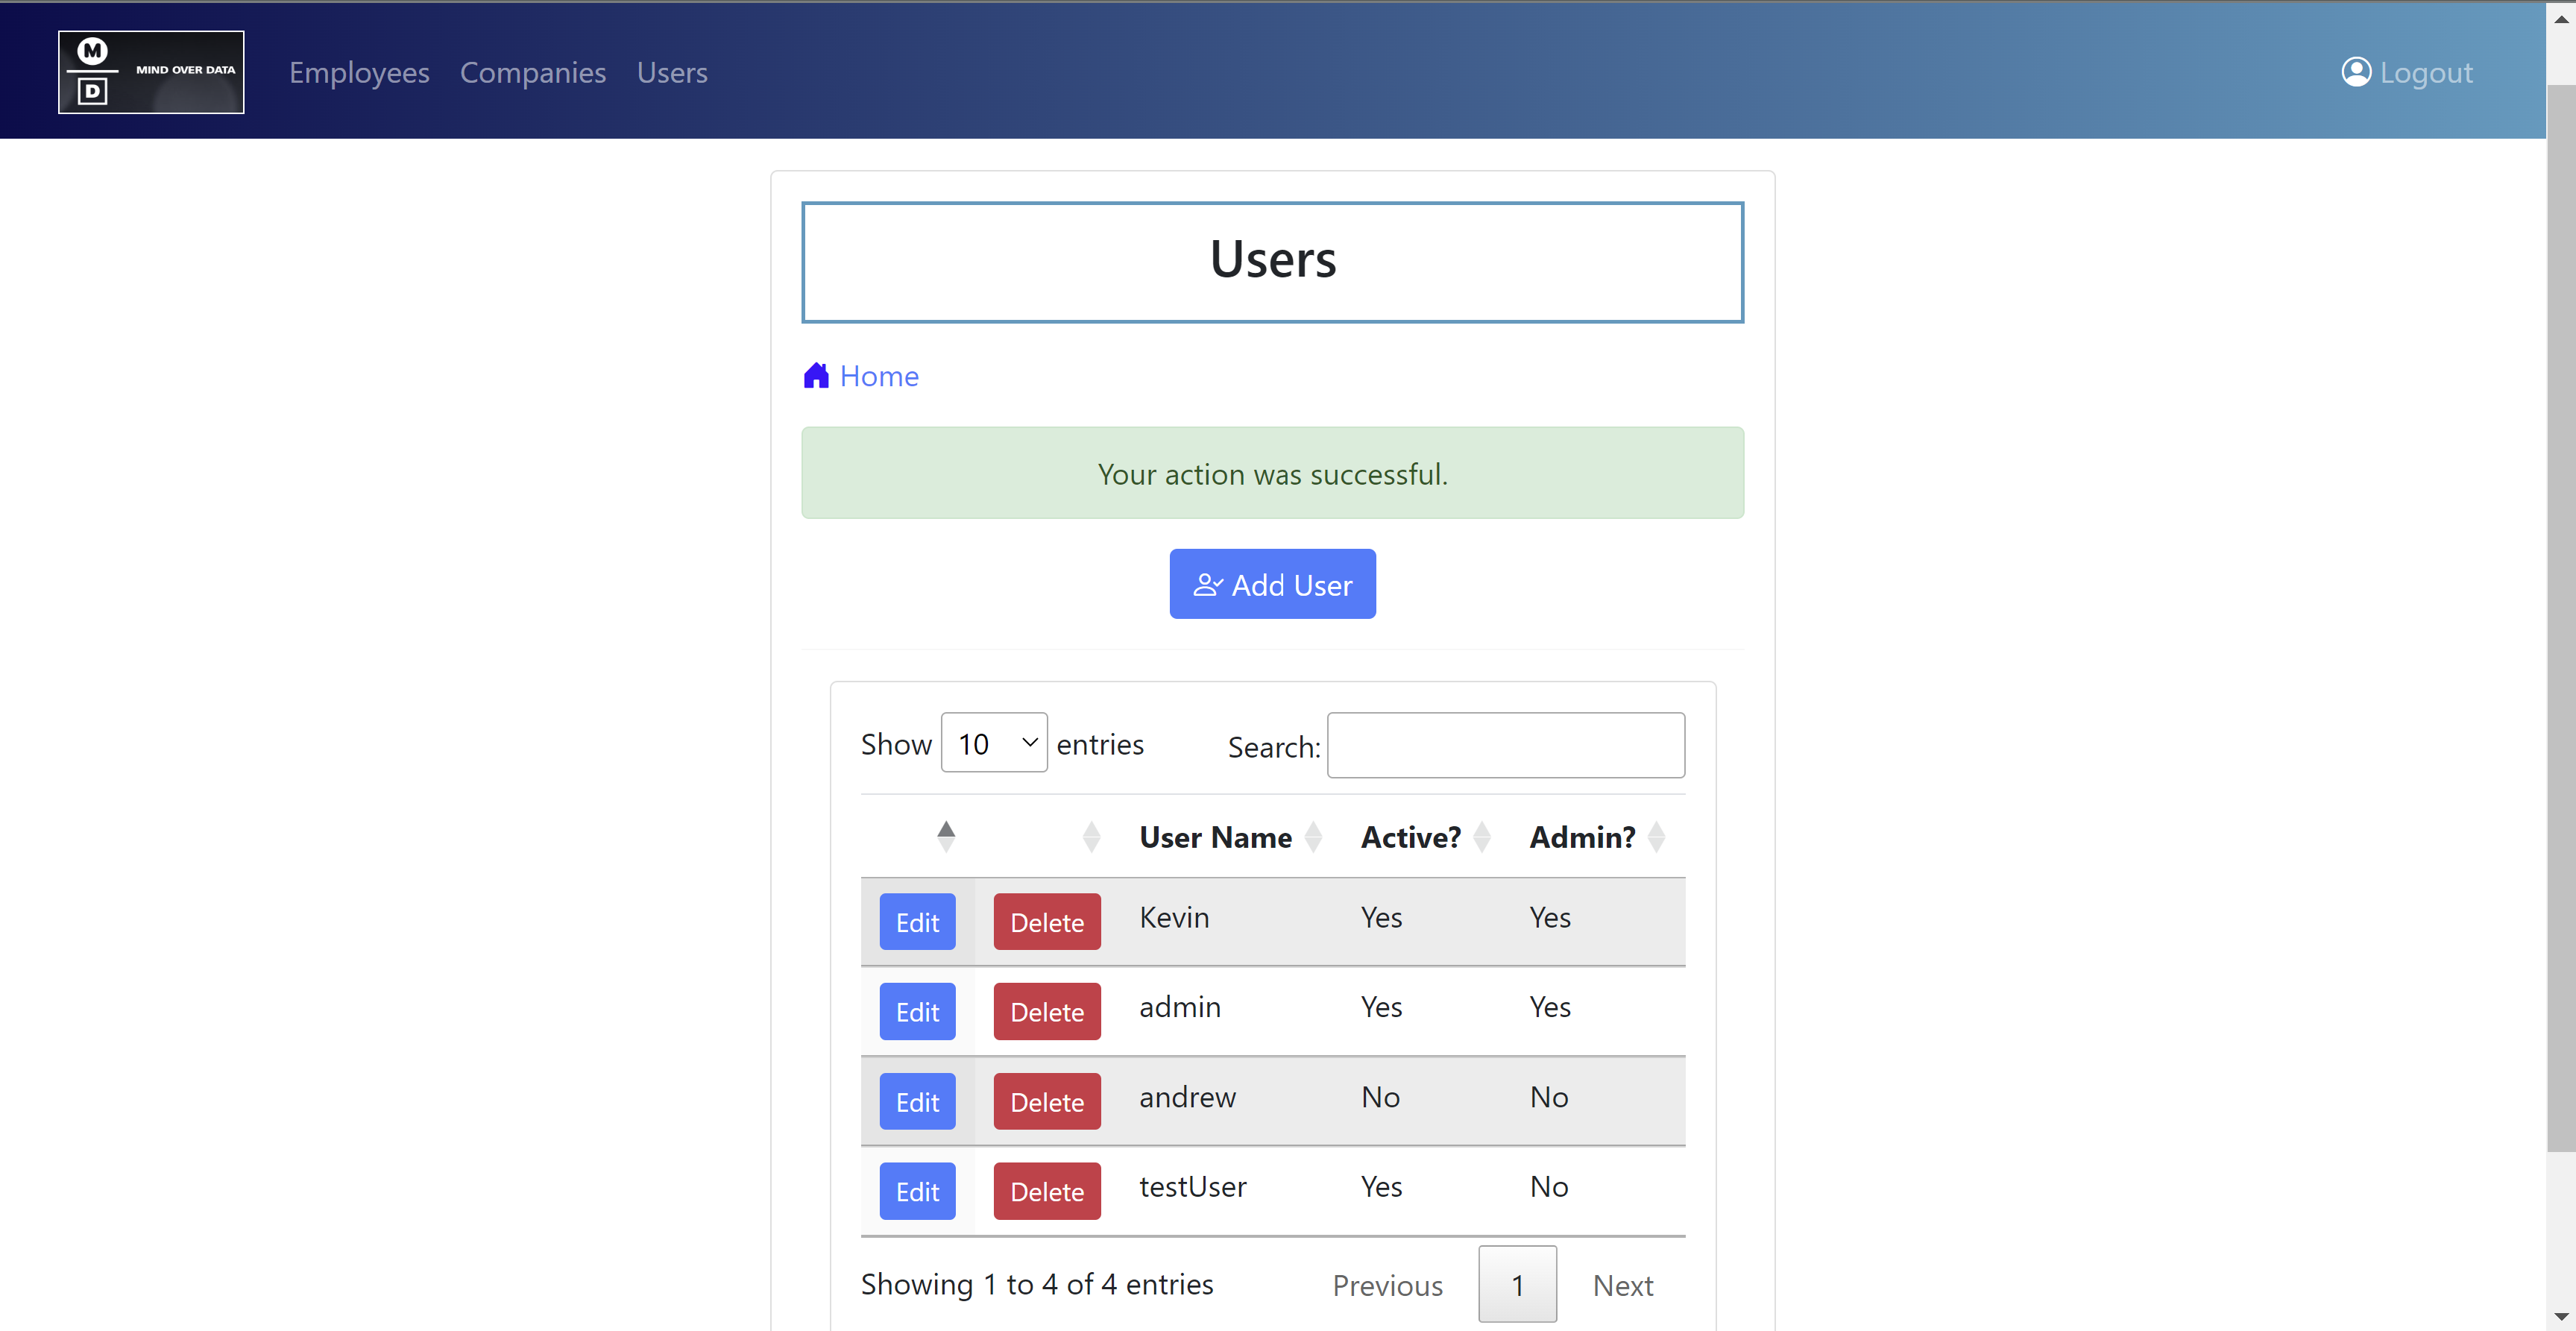 M
D
MIND OVER DATA
Employees Companies Users
Logout
Users
Home
Your action was successful.
Add User
Show 10 entries Search:
User Name Active? Admin?
Edit Delete Kevin Yes Yes
Edit Delete admin Yes Yes
Edit Delete andrew No No
Edit Delete testUser Yes No
Showing 1 to 4 of 4 entries Previous 1 Next